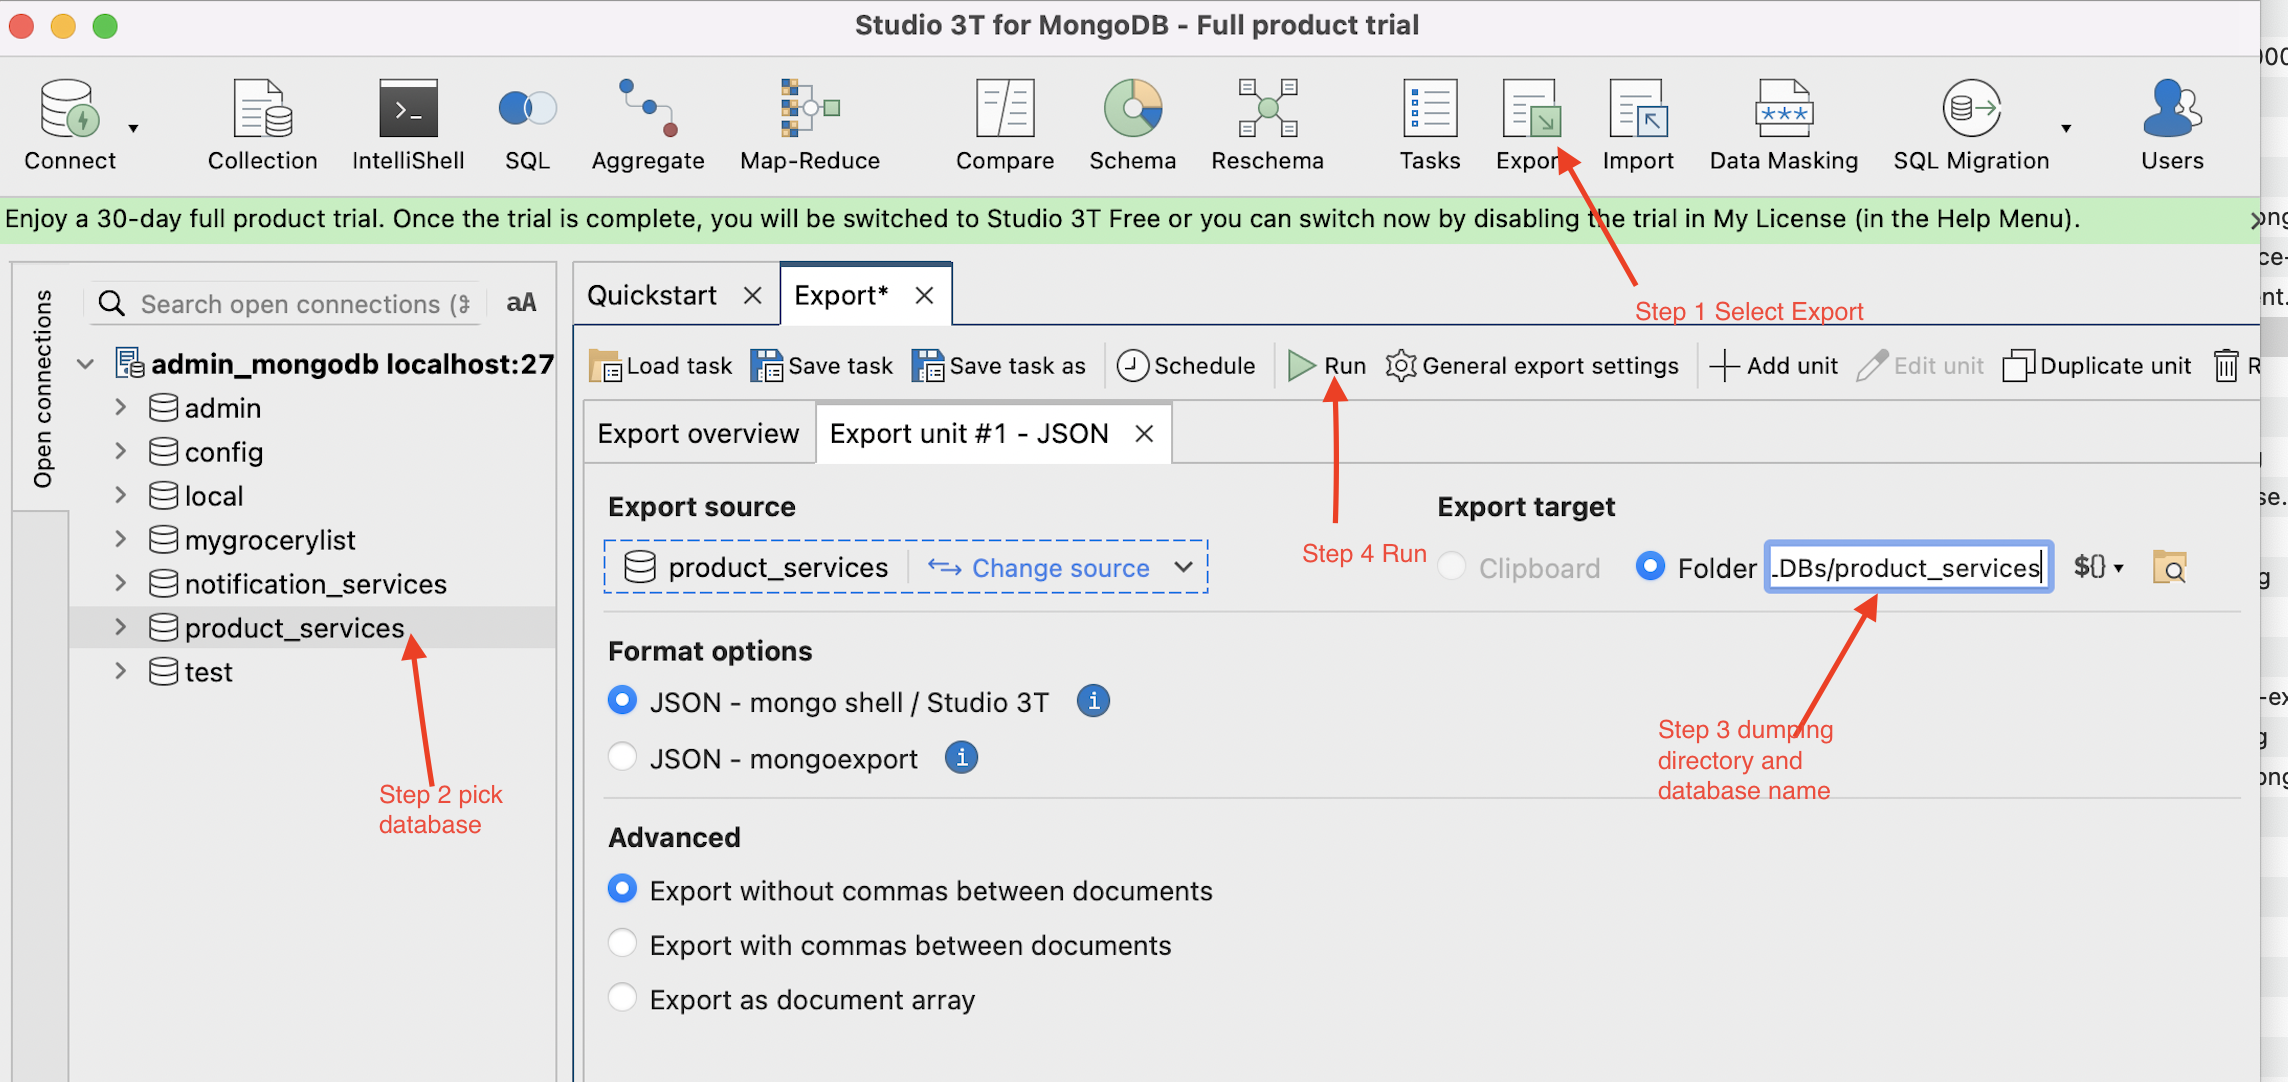 Studio 3T for MongoDB - Full product trial
Connect
Collection
IntelliShell
SQL
Aggregate
Map-Reduce
Compare
Schema
Reschema
Tasks
Export
Import
Data Masking
SQL Migration
Users
Enjoy a 30-day full product trial. Once the trial is complete, you will be switched to Studio 3T Free or you can switch now by disabling the trial in My License (in the Help Menu).
Open connections
Search open connections (⌘
aA
admin_mongodb localhost:27
admin
config
local
mygrocerylist
notification_services
product_services
test
Step 2 pick
database
Quickstart
Export*
Step 1 Select Export
Load task
Save task
Save task as
Schedule
Run
General export settings
Add unit
Edit unit
Duplicate unit
R
Export overview
Export unit #1 - JSON
Export source
product_services
Change source
Step 4 Run
Export target
Clipboard
Folder
.DBs/product_services
${}
Step 3 dumping
directory and
database name
Format options
JSON - mongo shell / Studio 3T
JSON - mongoexport
Advanced
Export without commas between documents
Export with commas between documents
Export as document array